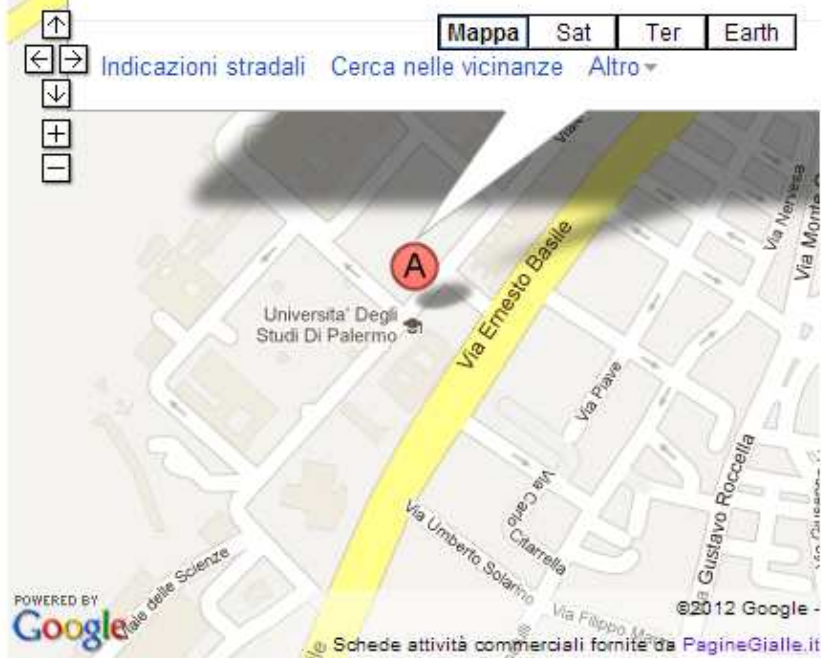 Mappa Sat Ter Earth
Indicazioni stradali Cerca nelle vicinanze Altro
A
Universita' Degli
Studi Di Palermo
Via Ernesto Basile
Via Nervesa
Via Monte
Via Piave
Via Carlo
Citarrella
Via Umberto Solarino
Via Gustavo Roccella
Viale delle Scienze
Via Filippo
POWERED BY
Google
©2012 Google -
Schede attività commerciali fornite da PagineGialle.it